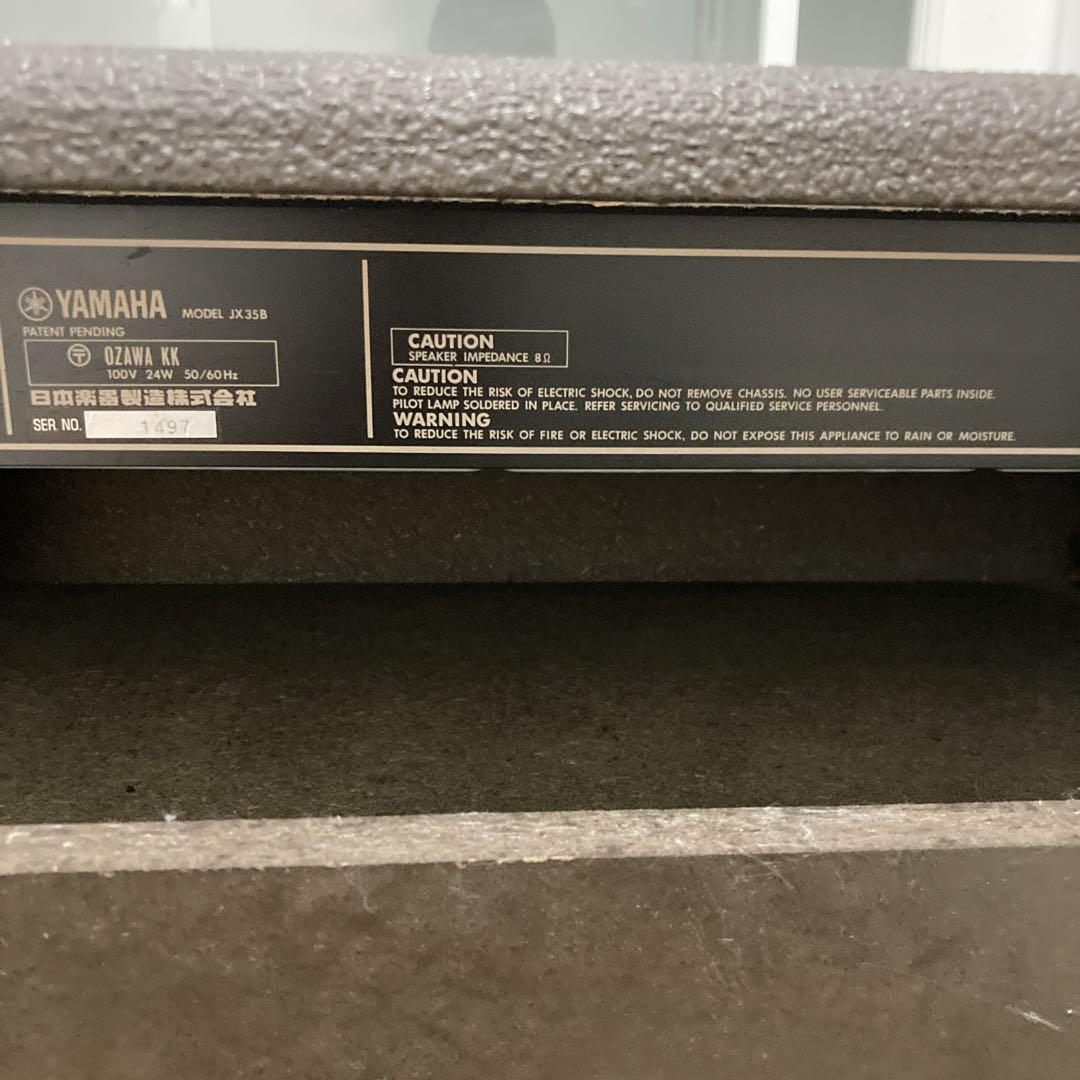 YAMAHA MODEL JX35B
PATENT PENDING
〒 OZAWA KK
100V 24W 50/60Hz
日本楽器製造株式会社
SER. NO. 1497
CAUTION
SPEAKER IMPEDANCE 8Ω
CAUTION
TO REDUCE THE RISK OF ELECTRIC SHOCK, DO NOT REMOVE CHASSIS. NO USER SERVICEABLE PARTS INSIDE.
PILOT LAMP SOLDERED IN PLACE. REFER SERVICING TO QUALIFIED SERVICE PERSONNEL.
WARNING
TO REDUCE THE RISK OF FIRE OR ELECTRIC SHOCK, DO NOT EXPOSE THIS APPLIANCE TO RAIN OR MOISTURE.